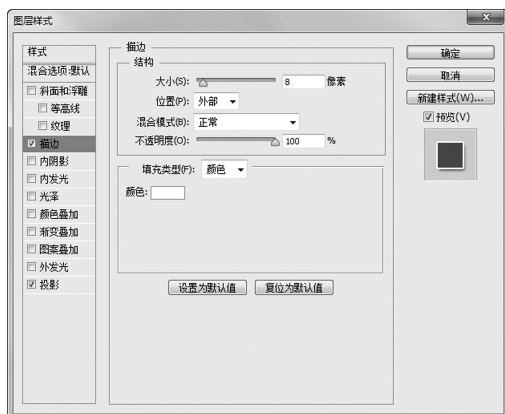 图层样式
样式
混合选项:默认
斜面和浮雕
等高线
纹理
描边
内阴影
内发光
光泽
颜色叠加
渐变叠加
图案叠加
外发光
投影
描边
结构
大小(S): 8 像素
位置(P): 外部
混合模式(B): 正常
不透明度(O): 100 %
填充类型(F): 颜色
颜色:
设置为默认值 复位为默认值
确定
取消
新建样式(W)...
预览(V)